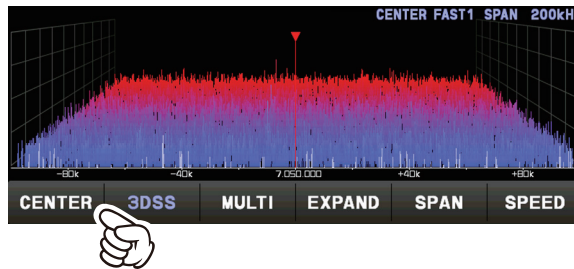 CENTER FAST1 SPAN 200kH
-80k -40k 7.050.000 +40k +80k
CENTER 3DSS MULTI EXPAND SPAN SPEED